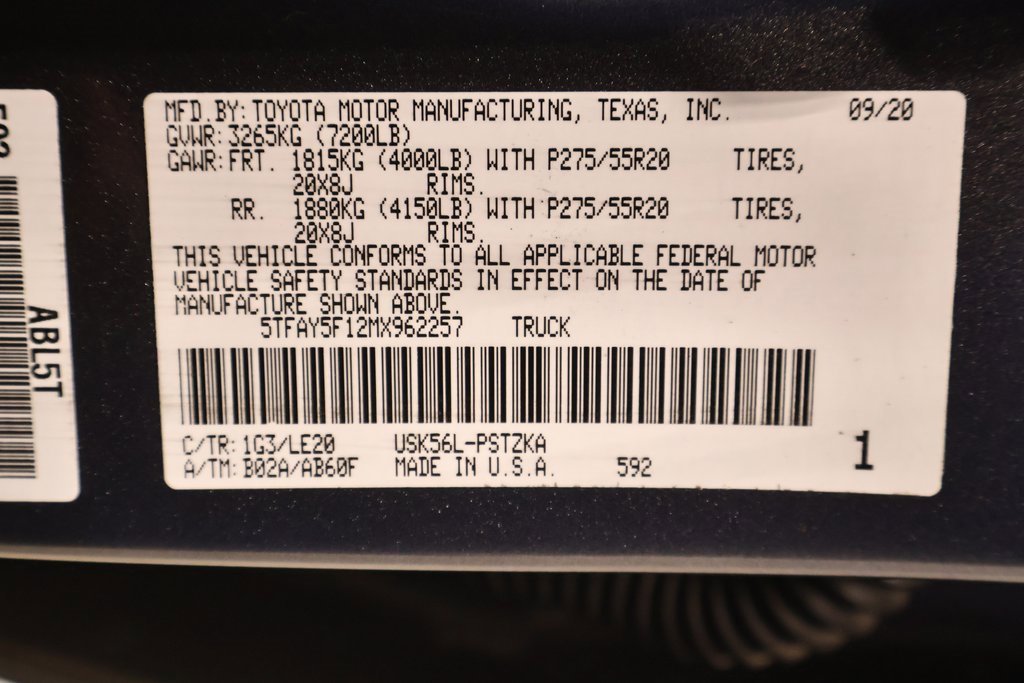 MFD.BY: TOYOTA MOTOR MANUFACTURING, TEXAS, INC. 09/20
GVWR: 3265KG (7200LB)
GAWR: FRT. 1815KG (4000LB) WITH P275/55R20 TIRES,
20X8J RIMS.
RR. 1880KG (4150LB) WITH P275/55R20 TIRES,
20X8J RIMS.
THIS VEHICLE CONFORMS TO ALL APPLICABLE FEDERAL MOTOR
VEHICLE SAFETY STANDARDS IN EFFECT ON THE DATE OF
MANUFACTURE SHOWN ABOVE.
5TFAY5F12MX962257 TRUCK
C/TR: 1G3/LE20 USK56L-PSTZKA
A/TM: B02A/AB60F MADE IN U.S.A. 592
1
ABL5T